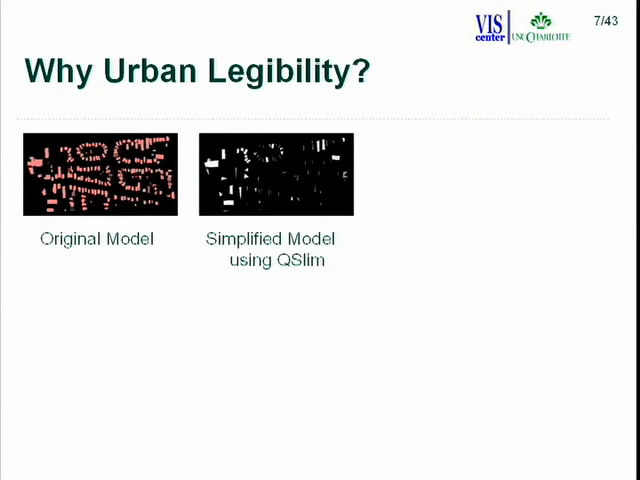 VIS
center
UNC CHARLOTTE
7/43
Why Urban Legibility?
Original Model
Simplified Model
using QSlim